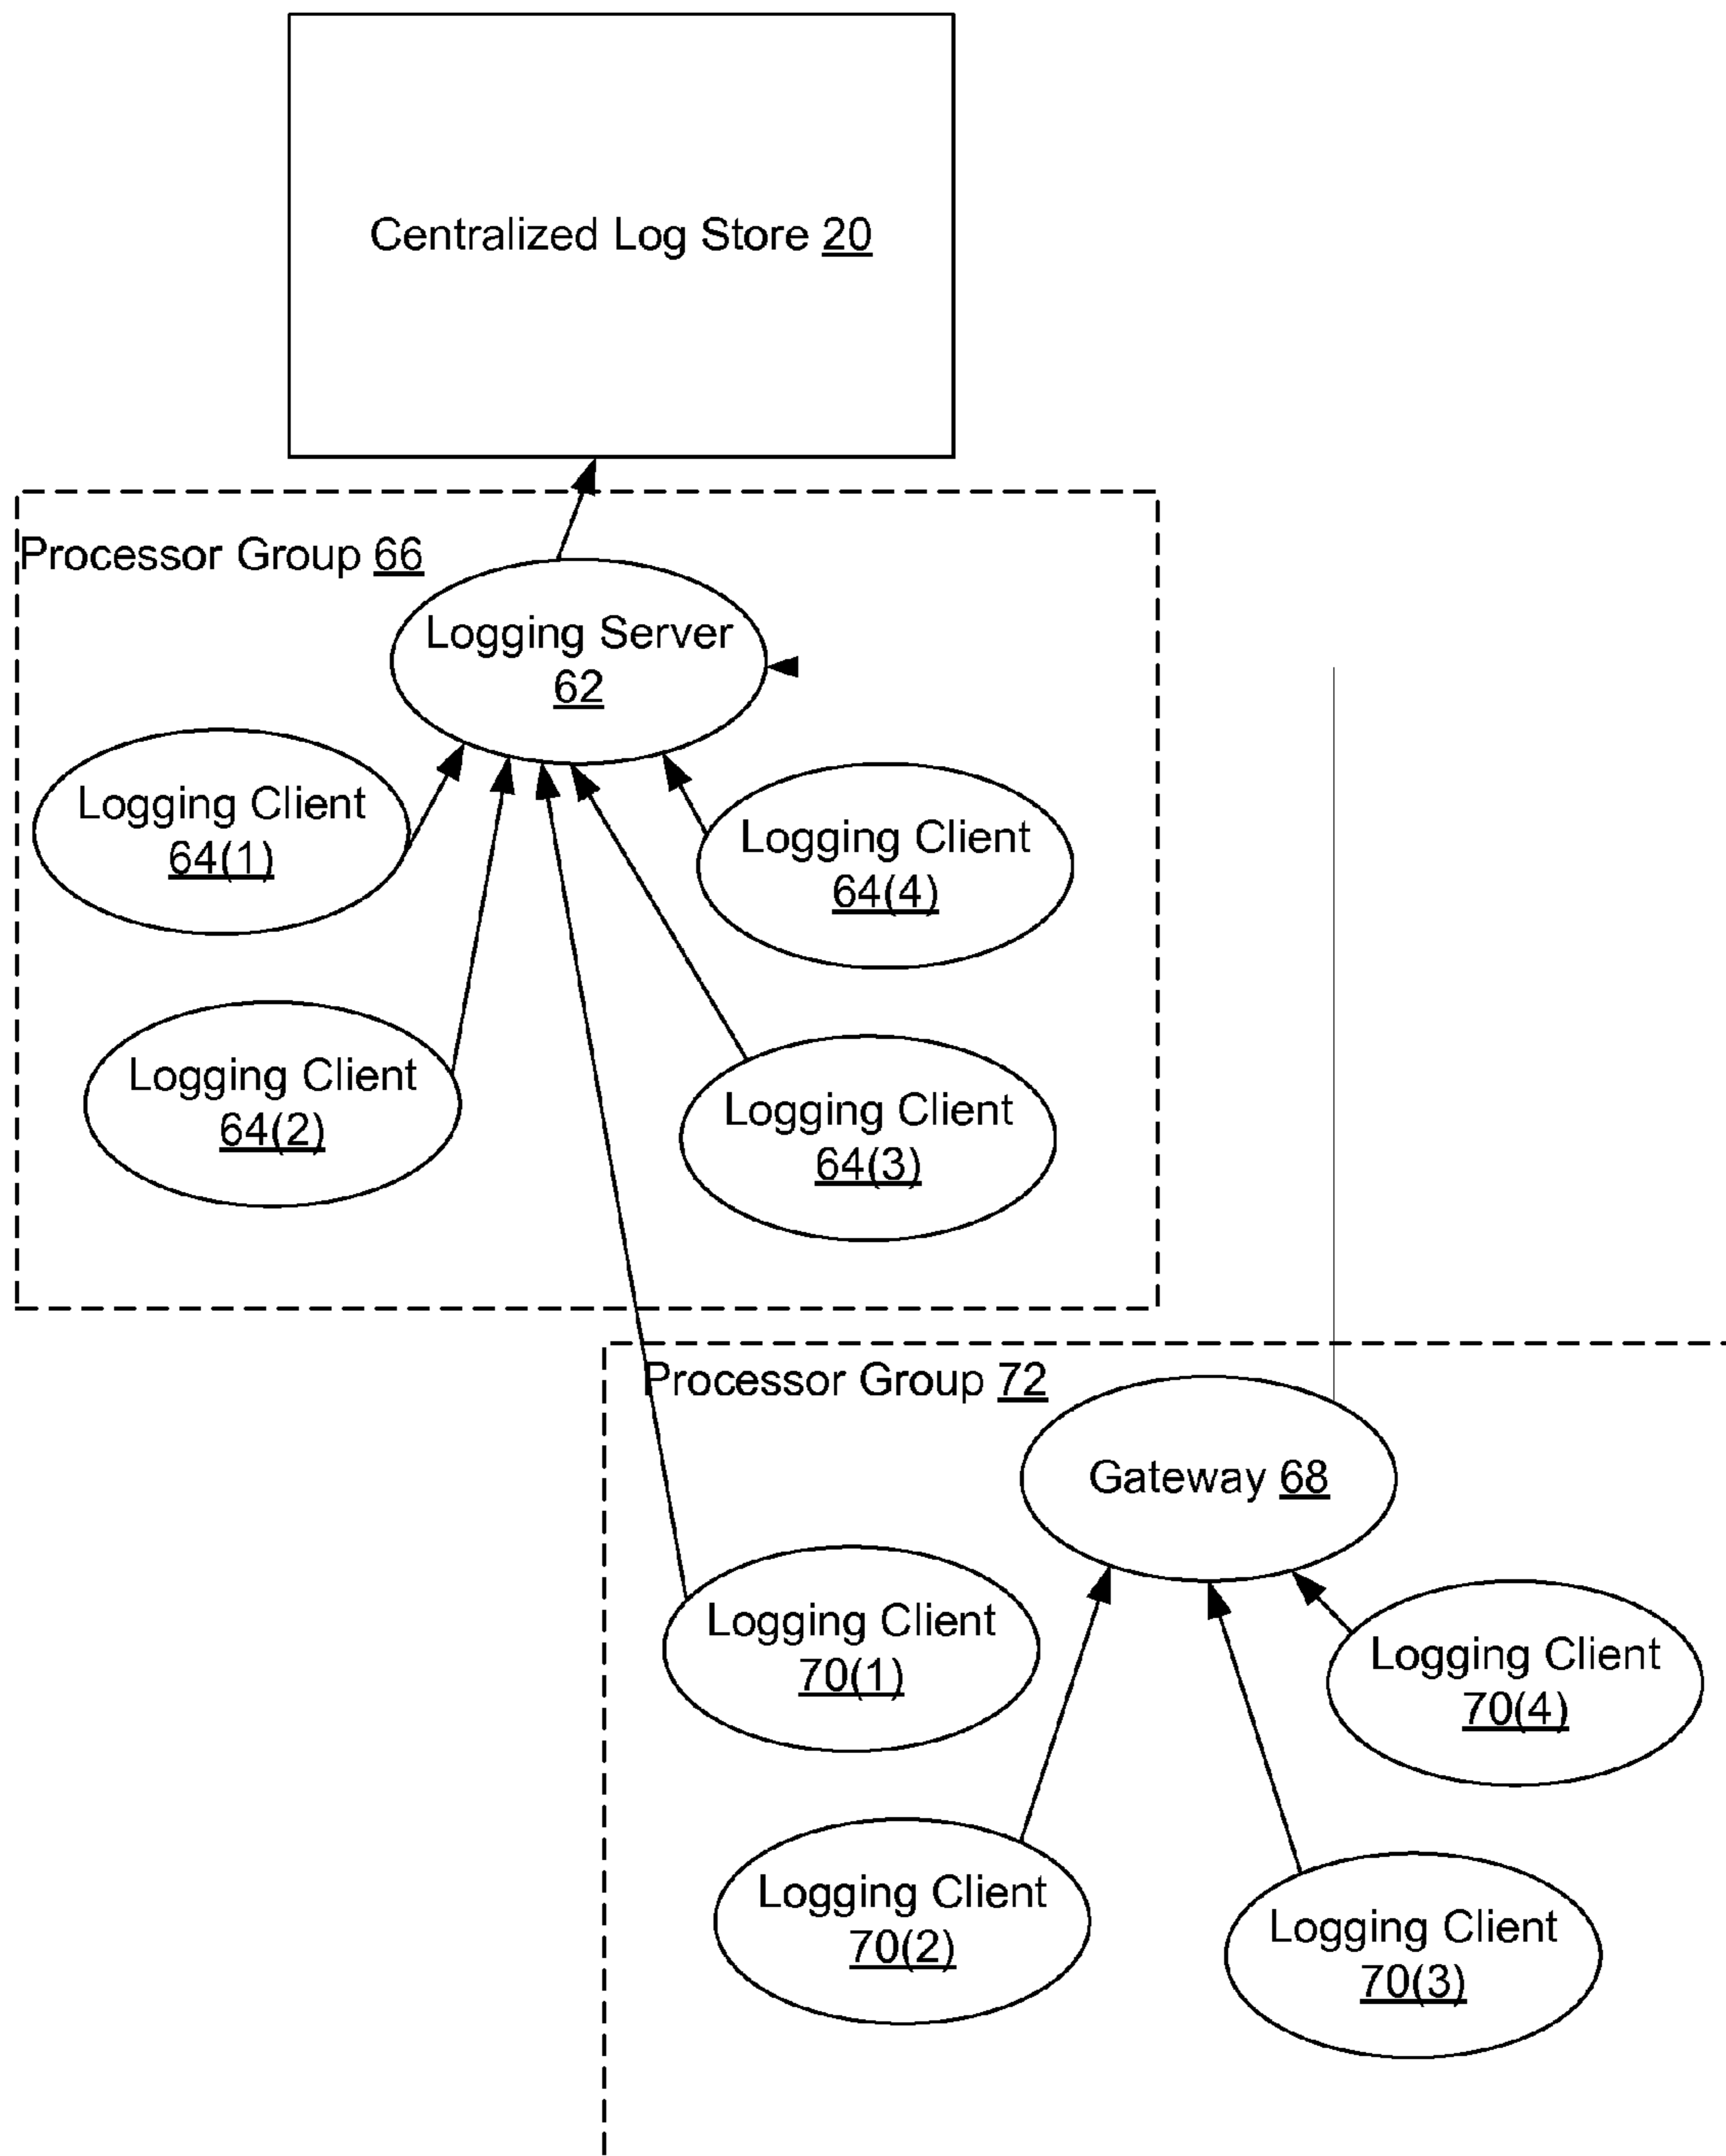 Centralized Log Store 20
Processor Group 66
Logging Server
62
Logging Client
64(1)
Logging Client
64(4)
Logging Client
64(2)
Logging Client
64(3)
Processor Group 72
Gateway 68
Logging Client
70(1)
Logging Client
70(4)
Logging Client
70(2)
Logging Client
70(3)